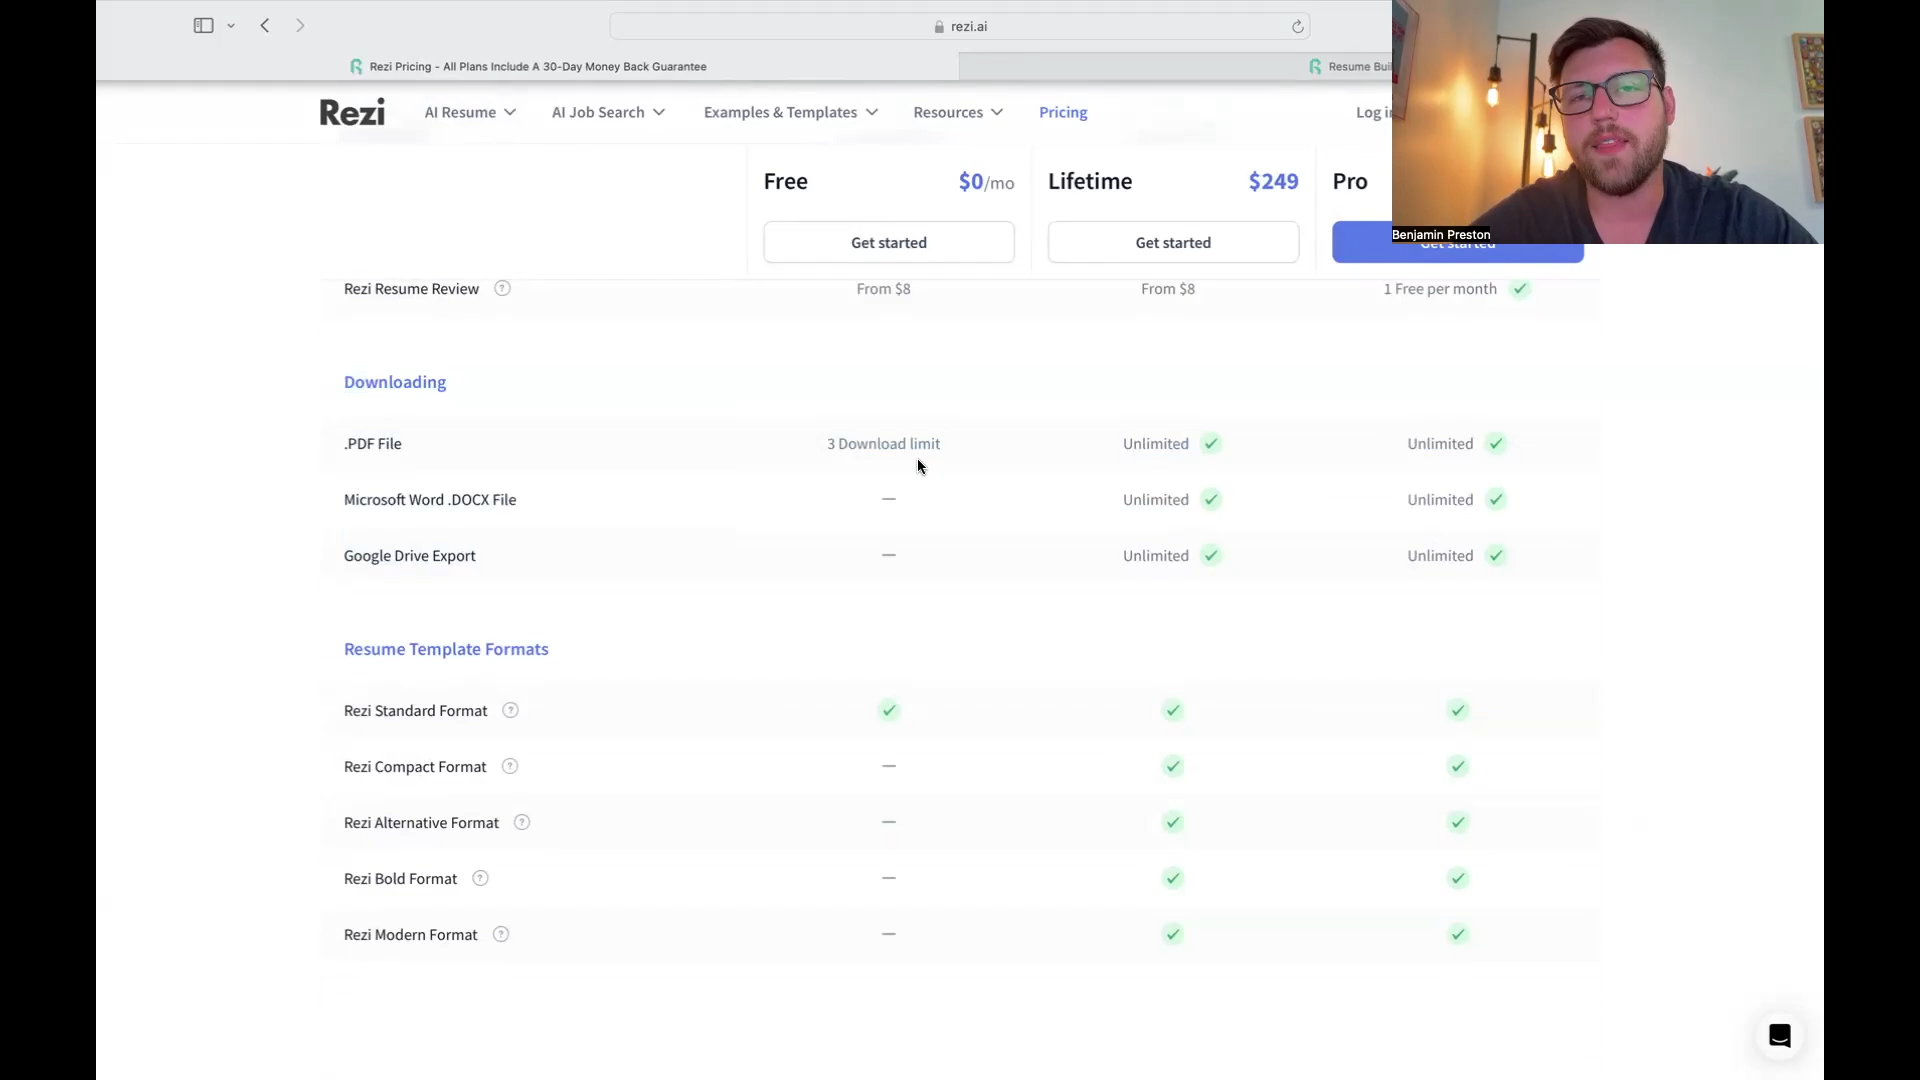 rezi.ai
Rezi Pricing - All Plans Include A 30-Day Money Back Guarantee
Resume Bui
Rezi
AI Resume
AI Job Search
Examples & Templates
Resources
Pricing
Log in
Free
$0/mo
Lifetime
$249
Pro
Get started
Get started
Get started
Benjamin Preston
Rezi Resume Review ?
From $8
From $8
1 Free per month
Downloading
.PDF File
3 Download limit
Unlimited
Unlimited
Microsoft Word .DOCX File
—
Unlimited
Unlimited
Google Drive Export
—
Unlimited
Unlimited
Resume Template Formats
Rezi Standard Format ?
Rezi Compact Format ?
—
Rezi Alternative Format ?
—
Rezi Bold Format ?
—
Rezi Modern Format ?
—